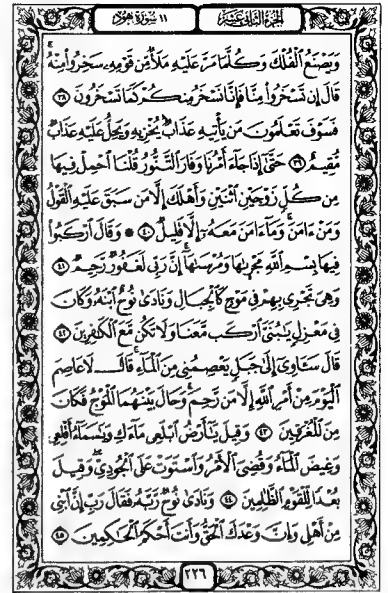 الجزء الثاني عشر
١١ سورة هود
وَيَصْنَعُ ٱلْفُلْكَ وَكُلَّمَا مَرَّ عَلَيْهِ مَلَأٌ مِّن قَوْمِهِۦ سَخِرُوا۟ مِنْهُ
قَالَ إِن تَسْخَرُوا۟ مِنَّا فَإِنَّا نَسْخَرُ مِنكُمْ كَمَا تَسْخَرُونَ ٣٨
فَسَوْفَ تَعْلَمُونَ مَن يَأْتِيهِ عَذَابٌ يُخْزِيهِ وَيَحِلُّ عَلَيْهِ عَذَابٌ
مُّقِيمٌ ٣٩ حَتَّىٰٓ إِذَا جَآءَ أَمْرُنَا وَفَارَ ٱلتَّنُّورُ قُلْنَا ٱحْمِلْ فِيهَا
مِن كُلٍّ زَوْجَيْنِ ٱثْنَيْنِ وَأَهْلَكَ إِلَّا مَن سَبَقَ عَلَيْهِ ٱلْقَوْلُ
وَمَنْ ءَامَنَ وَمَآ ءَامَنَ مَعَهُۥٓ إِلَّا قَلِيلٌ ٤٠ ۞ وَقَالَ ٱرْكَبُوا۟
فِيهَا بِسْمِ ٱللَّهِ مَجْر۪ىٰهَا وَمُرْسَىٰهَآ إِنَّ رَبِّى لَغَفُورٌ رَّحِيمٌ ٤١
وَهِىَ تَجْرِى بِهِمْ فِى مَوْجٍ كَٱلْجِبَالِ وَنَادَىٰ نُوحٌ ٱبْنَهُۥ وَكَانَ
فِى مَعْزِلٍ يَـٰبُنَىَّ ٱرْكَب مَّعَنَا وَلَا تَكُن مَّعَ ٱلْكَـٰفِرِينَ ٤٢
قَالَ سَـَٔاوِىٓ إِلَىٰ جَبَلٍ يَعْصِمُنِى مِنَ ٱلْمَآءِ قَالَ لَا عَاصِمَ
ٱلْيَوْمَ مِنْ أَمْرِ ٱللَّهِ إِلَّا مَن رَّحِمَ وَحَالَ بَيْنَهُمَا ٱلْمَوْجُ فَكَانَ
مِنَ ٱلْمُغْرَقِينَ ٤٣ وَقِيلَ يَـٰٓأَرْضُ ٱبْلَعِى مَآءَكِ وَيَـٰسَمَآءُ أَقْلِعِى
وَغِيضَ ٱلْمَآءُ وَقُضِىَ ٱلْأَمْرُ وَٱسْتَوَتْ عَلَى ٱلْجُودِىِّ وَقِيلَ
بُعْدًا لِّلْقَوْمِ ٱلظَّـٰلِمِينَ ٤٤ وَنَادَىٰ نُوحٌ رَّبَّهُۥ فَقَالَ رَبِّ إِنَّ ٱبْنِى
مِنْ أَهْلِى وَإِنَّ وَعْدَكَ ٱلْحَقُّ وَأَنتَ أَحْكَمُ ٱلْحَـٰكِمِينَ ٤٥
٢٢٦